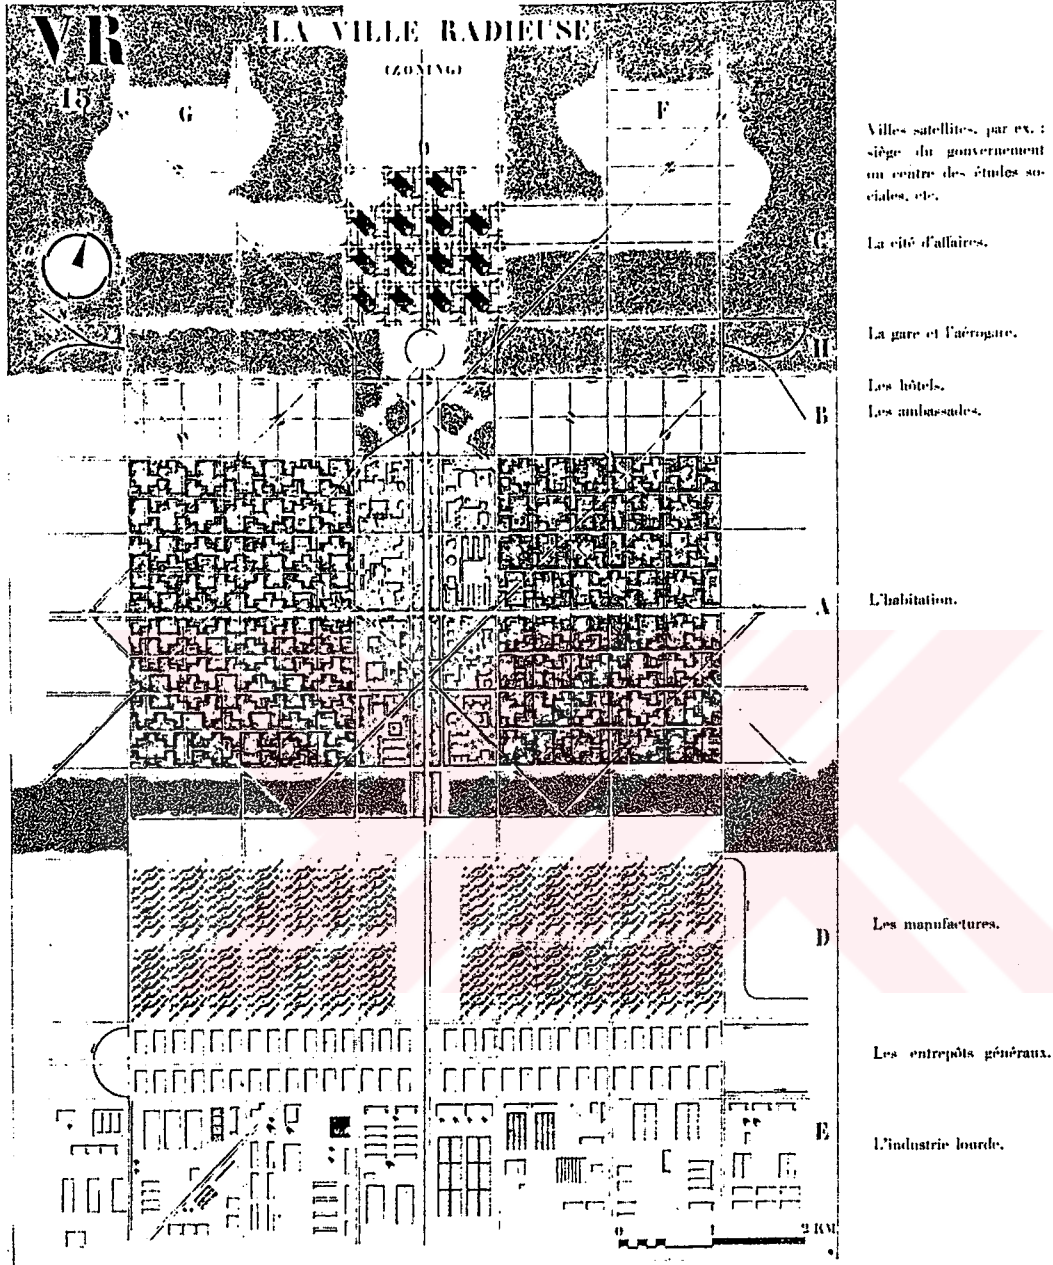 VR
LA VILLE RADIEUSE
(ZONING)
15
G
F
Villes satellites, par ex. :
siège du gouvernement
ou centre des études so-
ciales, etc.
C
La cité d'affaires.
H
La gare et l'aérogare.
Les hôtels.
B
Les ambassades.
A
L'habitation.
D
Les manufactures.
Les entrepôts généraux.
E
L'industrie lourde.
0 1 2 KM